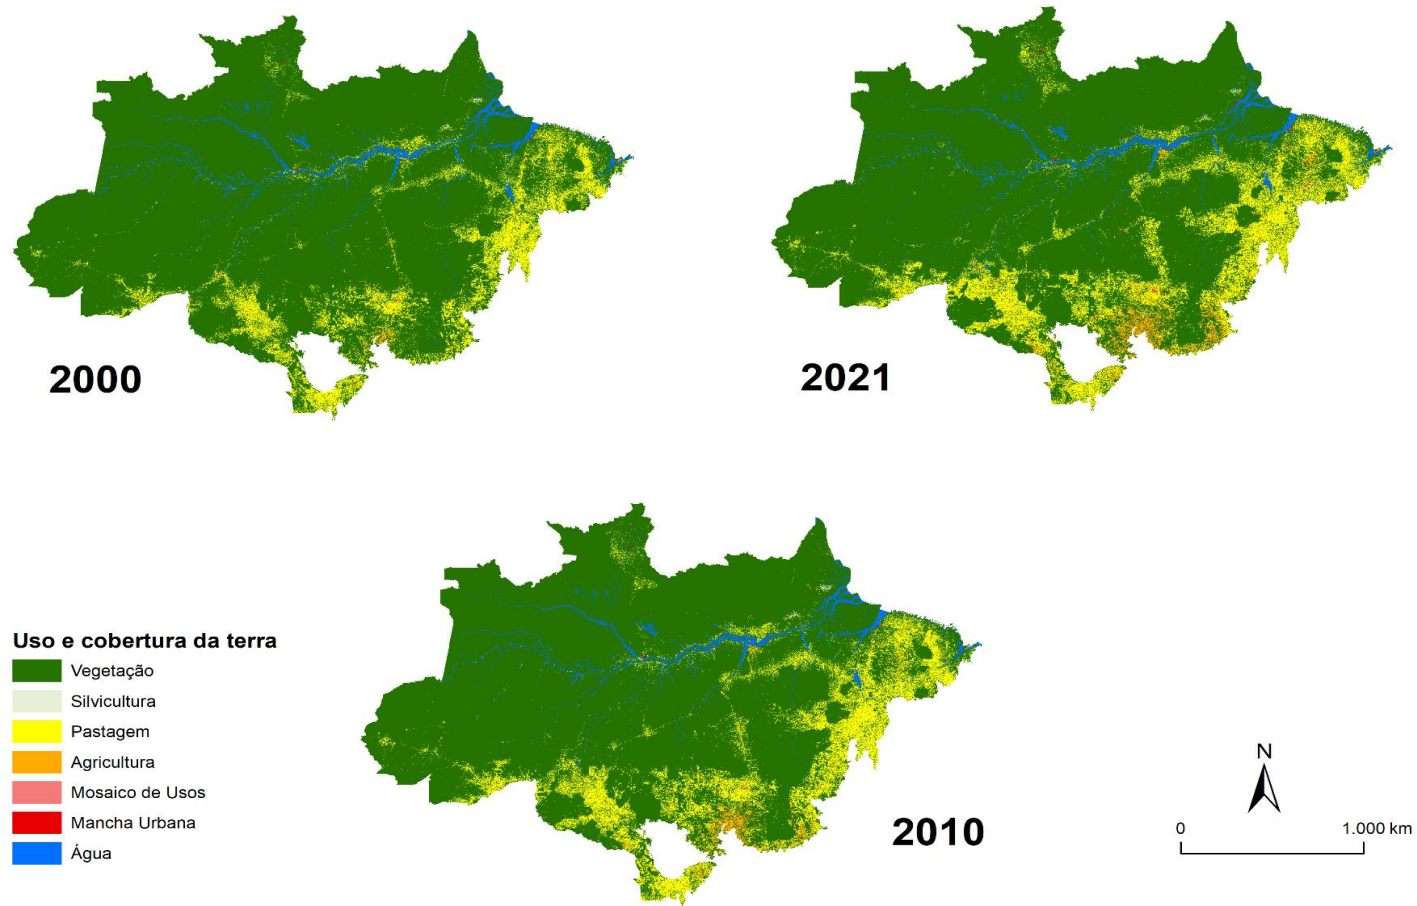 2000
2021
2010
Uso e cobertura da terra
Vegetação
Silvicultura
Pastagem
Agricultura
Mosaico de Usos
Mancha Urbana
Água
N
0 1.000 km